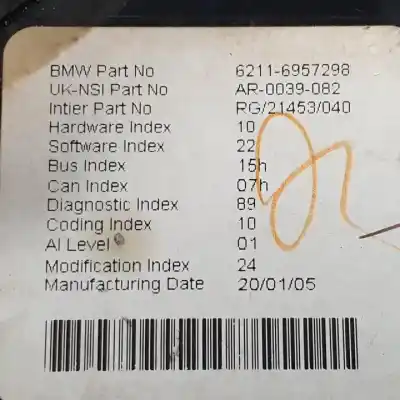 BMW Part No 6211-6957298
UK-NSI Part No AR-0039-082
Intier Part No RG/21453/040
Hardware Index 10
Software Index 22
Bus Index 15h
Can Index 07h
Diagnostic Index 89
Coding Index 10
AI Level 01
Modification Index 24
Manufacturing Date 20/01/05